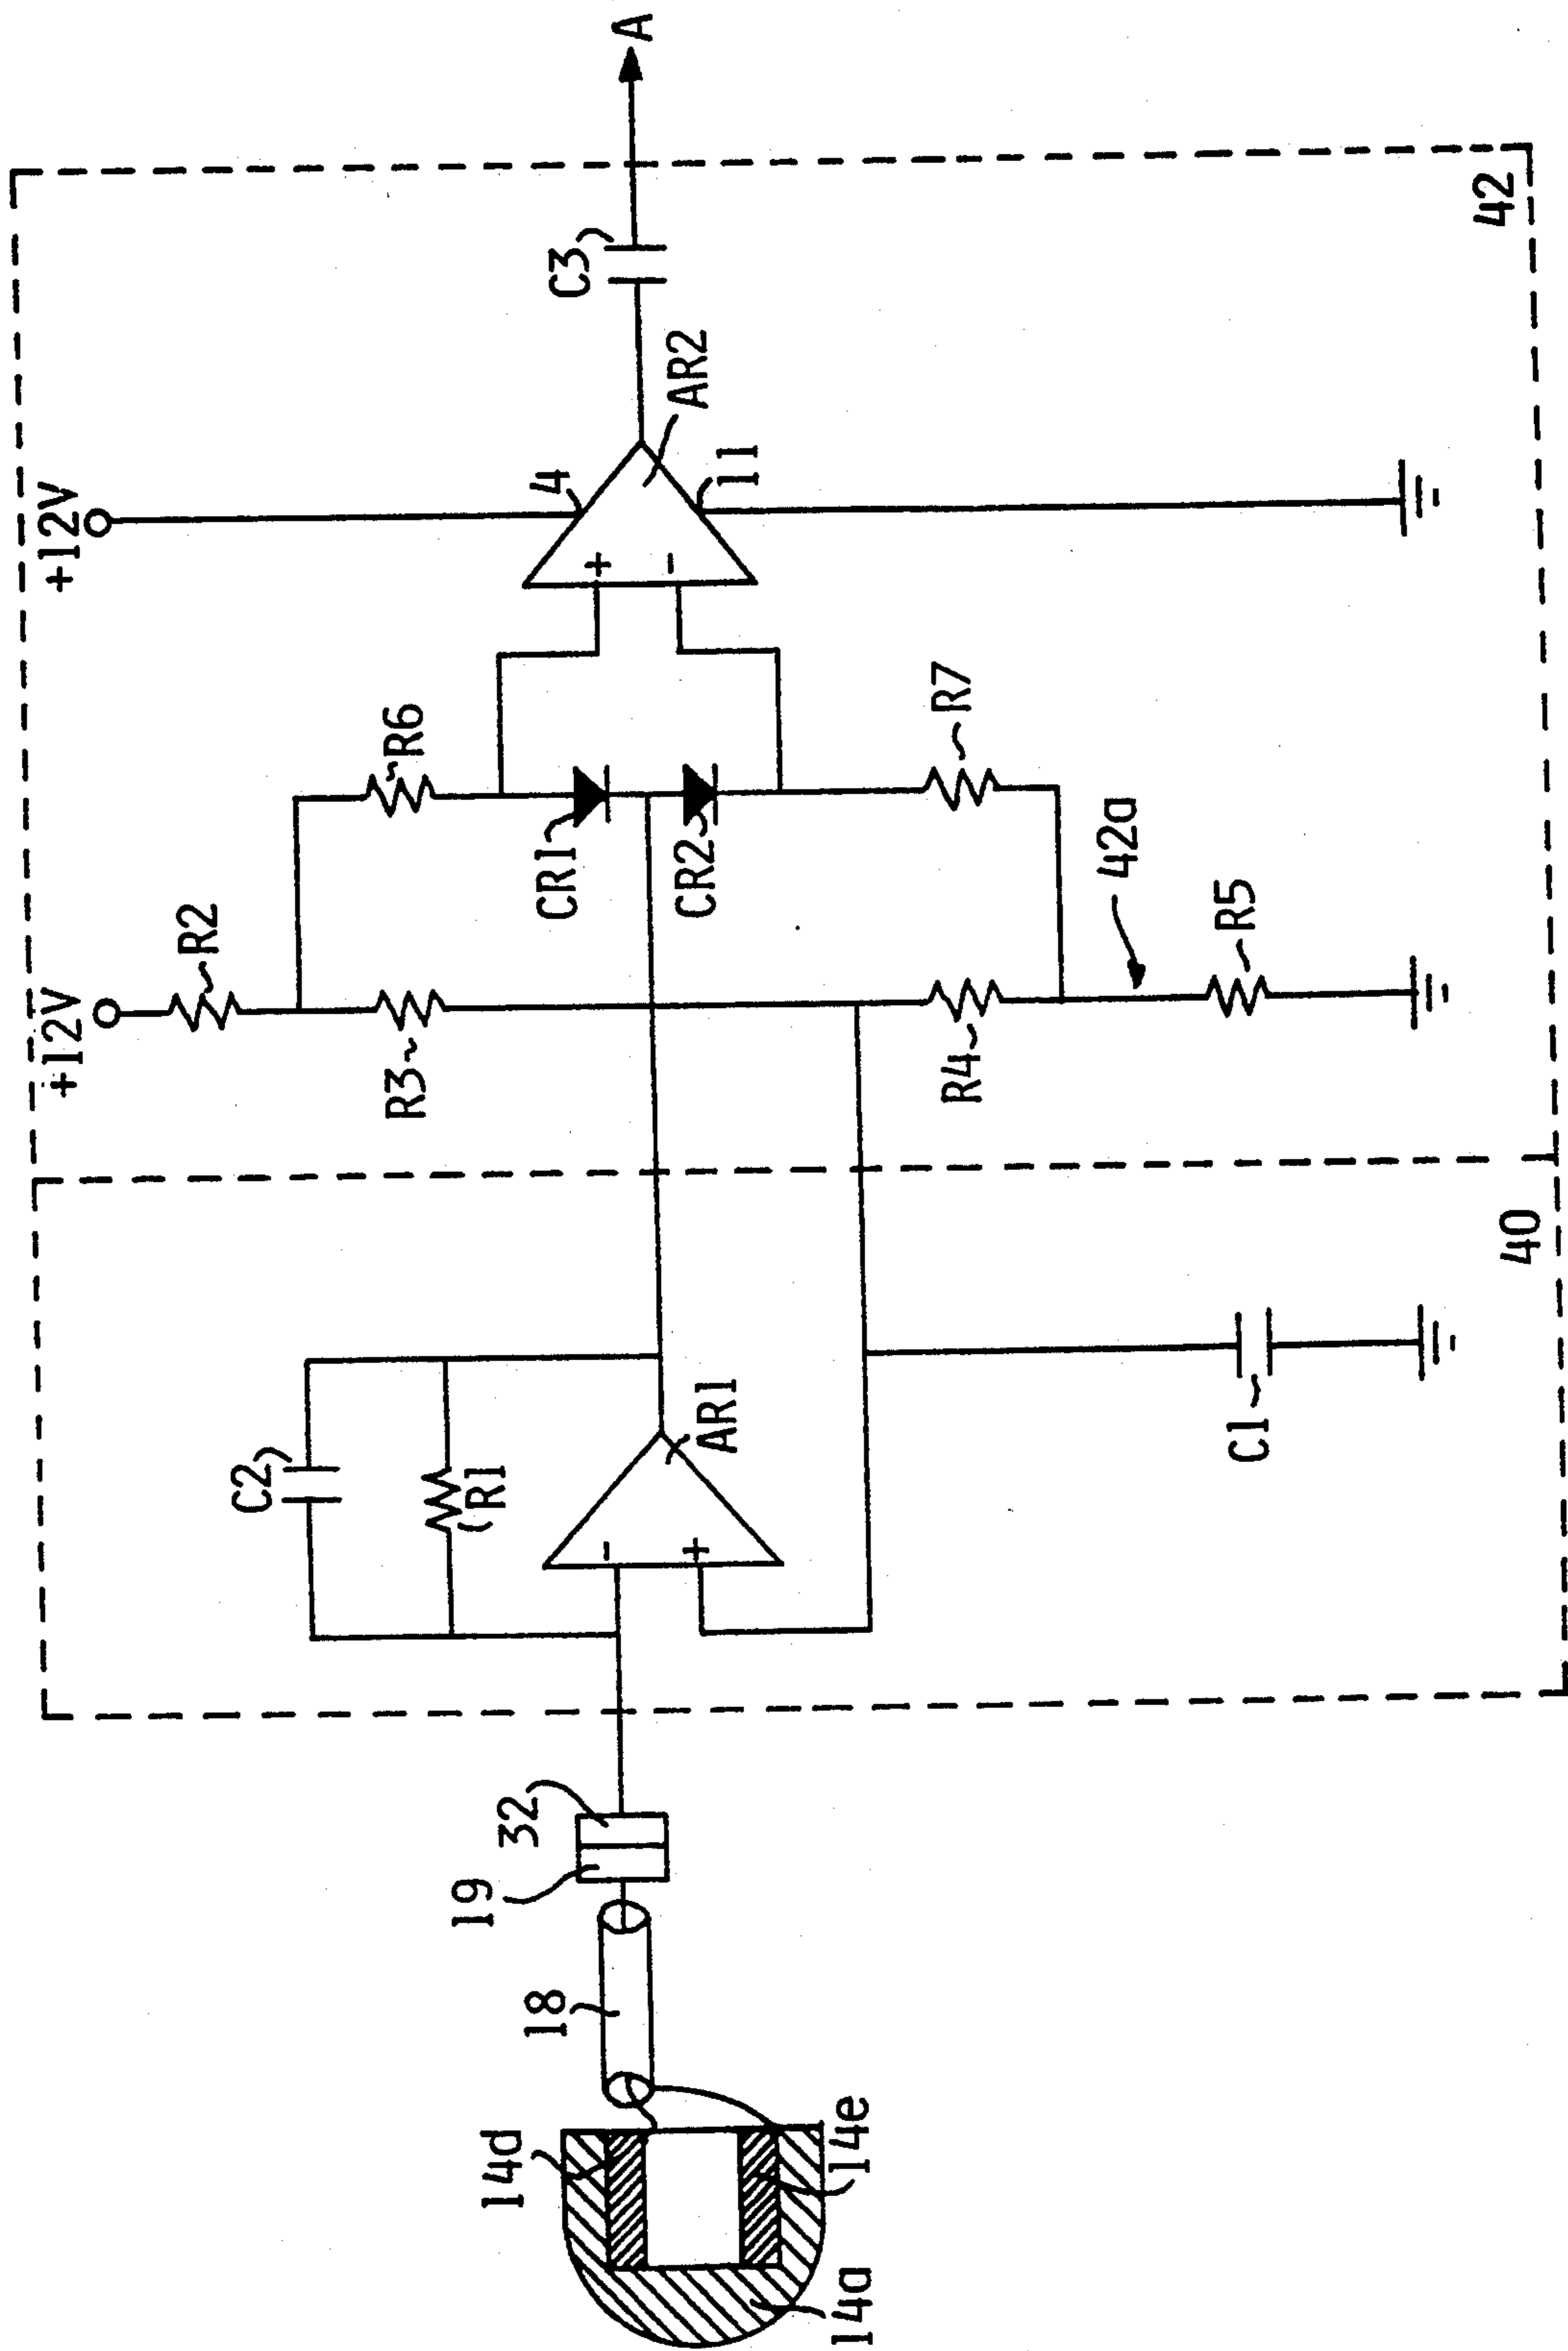 +12V
+12V
R2
R6
R3
C2
R1
C3
A
4
AR2
11
+
-
CR1
CR2
R7
-
+
AR1
R4
42a
R5
C1
42
40
32
19
18
14d
14e
14a